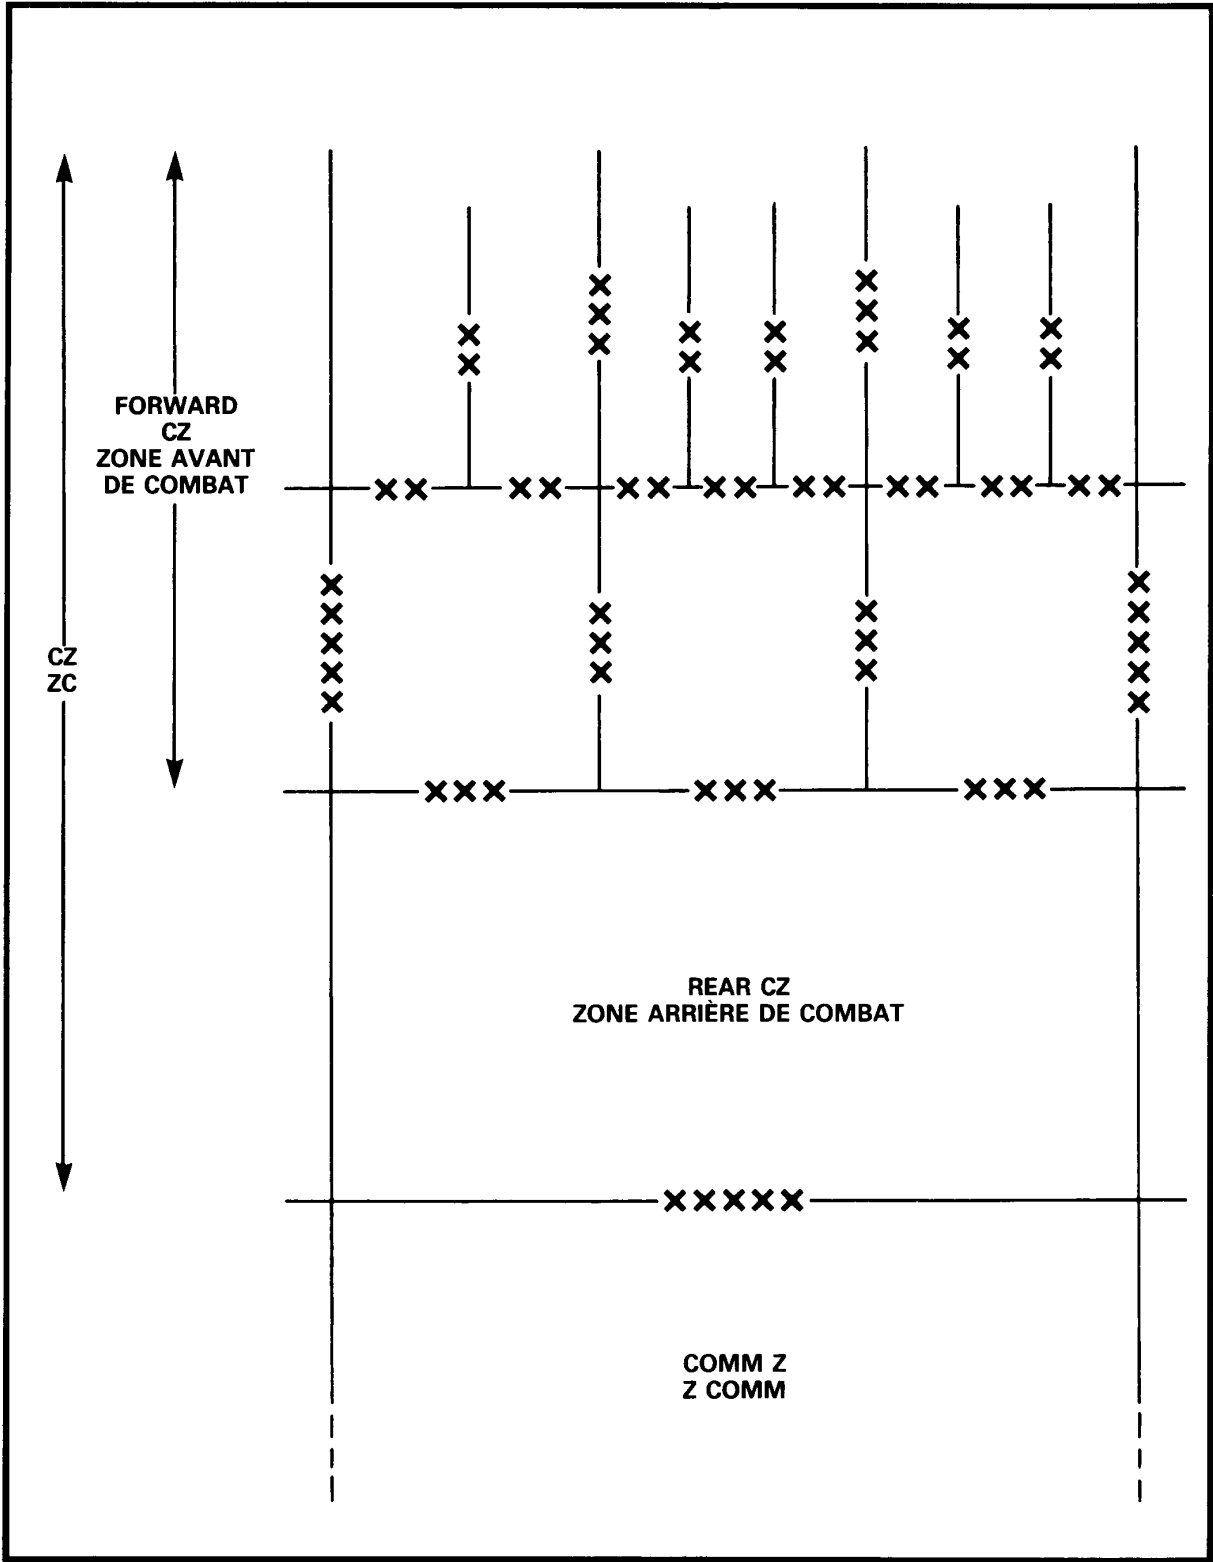 FORWARD
CZ
ZONE AVANT
DE COMBAT
CZ
ZC
REAR CZ
ZONE ARRIÈRE DE COMBAT
COMM Z
Z COMM